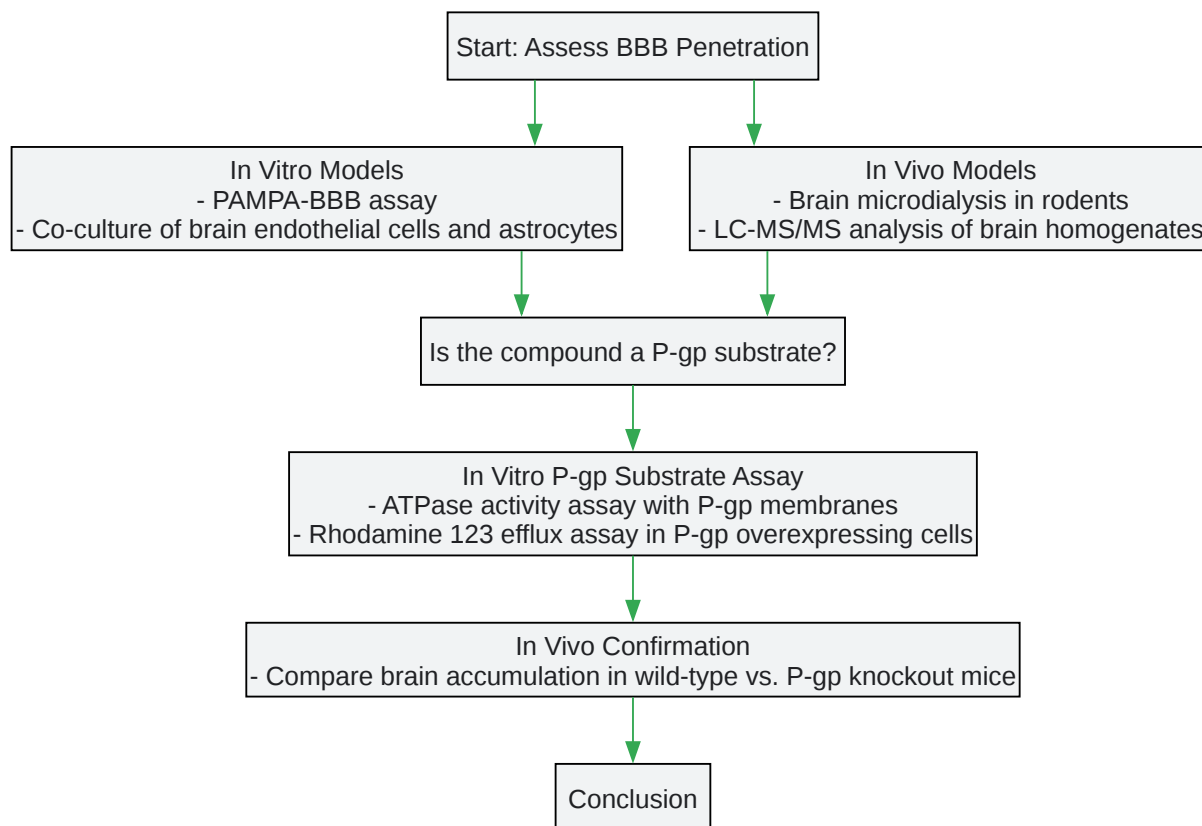 Start: Assess BBB Penetration
In Vitro Models
- PAMPA-BBB assay
- Co-culture of brain endothelial cells and astrocytes
In Vivo Models
- Brain microdialysis in rodents
- LC-MS/MS analysis of brain homogenates
Is the compound a P-gp substrate?
In Vitro P-gp Substrate Assay
- ATPase activity assay with P-gp membranes
- Rhodamine 123 efflux assay in P-gp overexpressing cells
In Vivo Confirmation
- Compare brain accumulation in wild-type vs. P-gp knockout mice
Conclusion